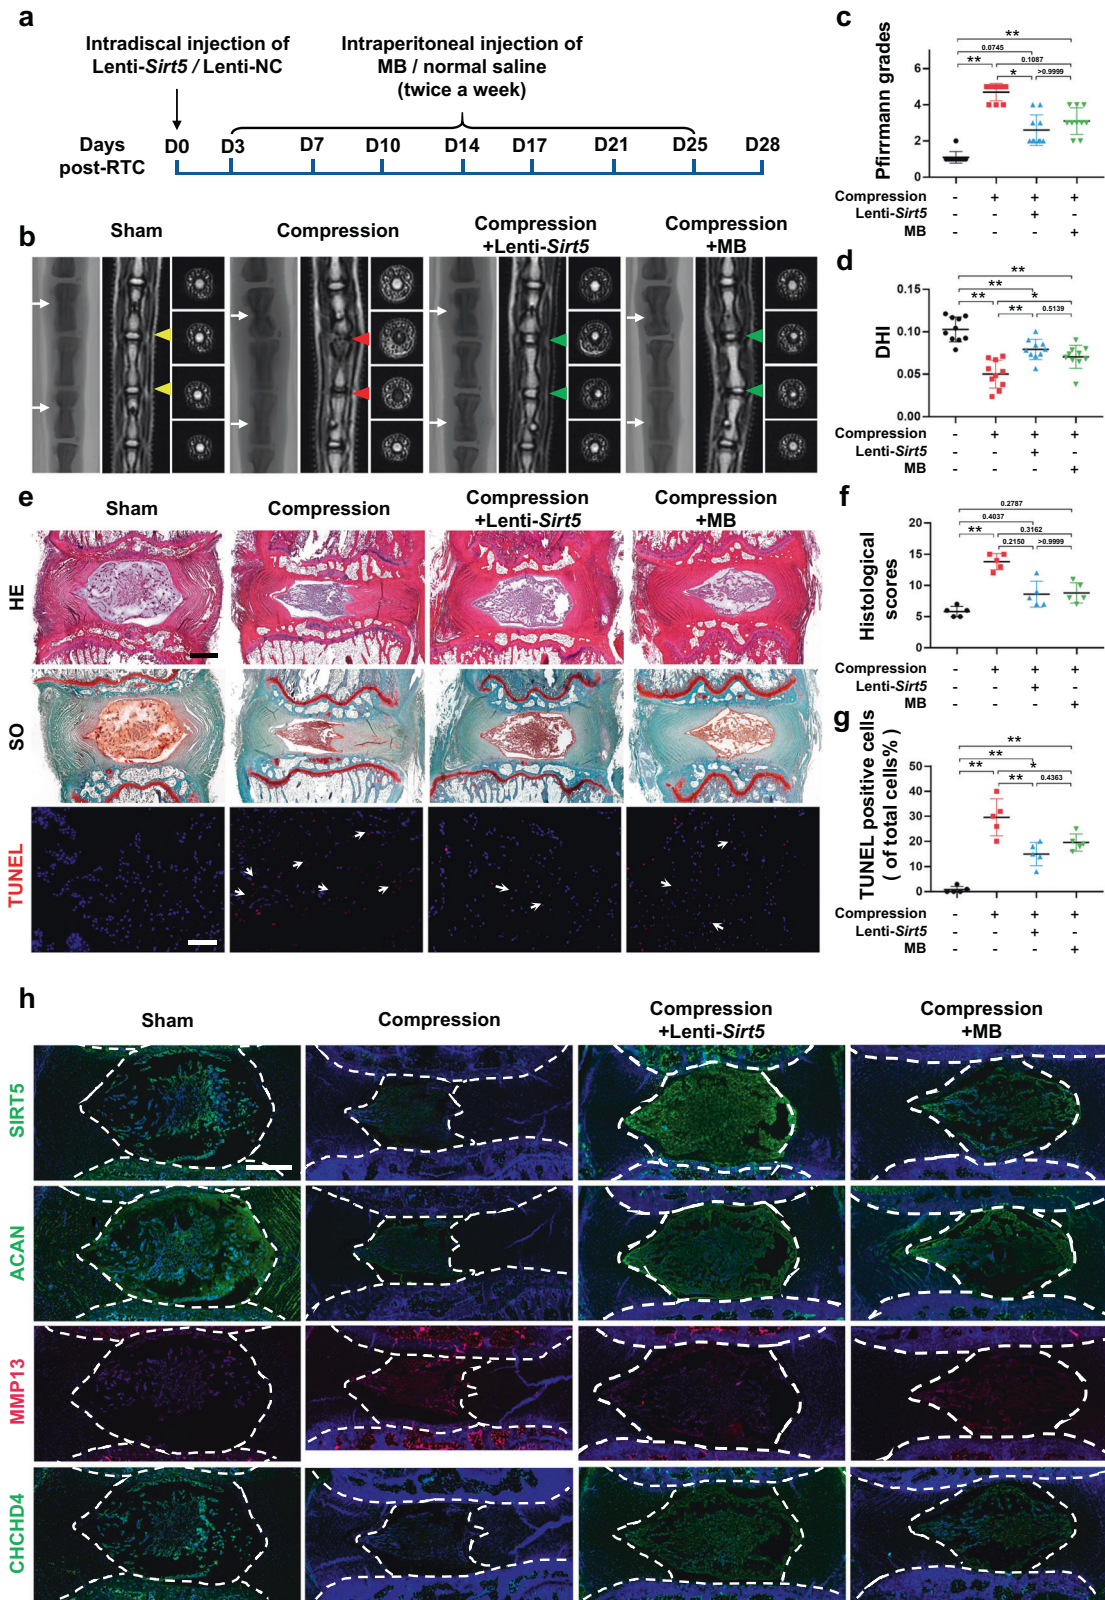 a
Intradiscal injection of
Lenti-Sirt5 / Lenti-NC
Intraperitoneal injection of
MB / normal saline
(twice a week)
Days
post-RTC
D0 D3 D7 D10 D14 D17 D21 D25 D28
b
Sham
Compression
Compression
+Lenti-Sirt5
Compression
+MB
c
Pfirrmann grades
6
4
2
0
**
0.0745
** 0.1087
* >0.9999
Compression - + + +
Lenti-Sirt5 - - + -
MB - - - +
d
DHI
0.15
0.10
0.05
0.00
**
**
** *
** 0.5139
Compression - + + +
Lenti-Sirt5 - - + -
MB - - - +
e
Sham
Compression
Compression
+Lenti-Sirt5
Compression
+MB
HE
SO
TUNEL
f
Histological
scores
20
15
10
5
0
0.2787
0.4037
** 0.3162
0.2150 >0.9999
Compression - + + +
Lenti-Sirt5 - - + -
MB - - - +
g
TUNEL positive cells
( of total cells%)
50
40
30
20
10
0
**
**
** *
** 0.4363
Compression - + + +
Lenti-Sirt5 - - + -
MB - - - +
h
Sham
Compression
Compression
+Lenti-Sirt5
Compression
+MB
SIRT5
ACAN
MMP13
CHCHD4